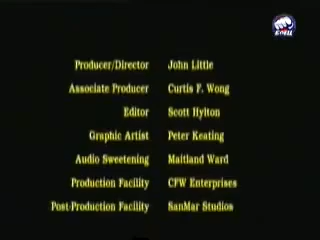 Producer/Director John Little
Associate Producer Curtis F. Wong
Editor Scott Hylton
Graphic Artist Peter Keating
Audio Sweetening Maitland Ward
Production Facility CFW Enterprises
Post-Production Facility SanMar Studios